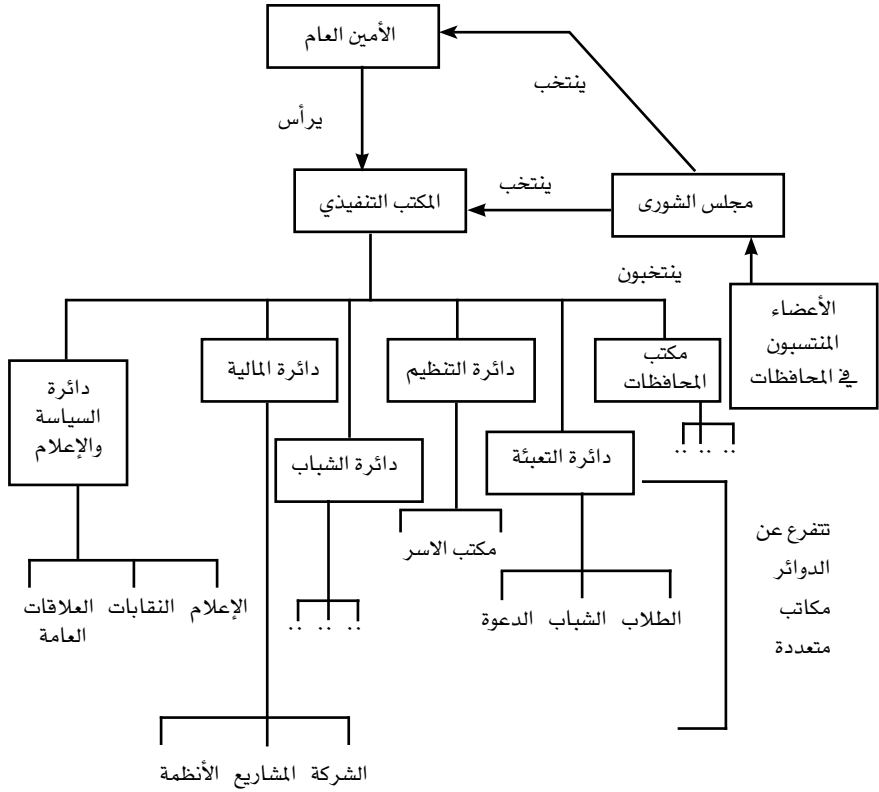 الأمين العام
ينتخب
يرأس
المكتب التنفيذي
ينتخب
مجلس الشورى
ينتخبون
الأعضاء
المنتسبون
في المحافظات
مكتب
المحافظات
دائرة التنظيم
دائرة المالية
دائرة
السياسة
والإعلام
دائرة التعبئة
دائرة الشباب
تتفرع عن
الدوائر
مكاتب
متعددة
مكتب الاسر
الطلاب
الشباب
الدعوة
الإعلام
النقابات
العلاقات
العامة
الشركة
المشاريع
الأنظمة